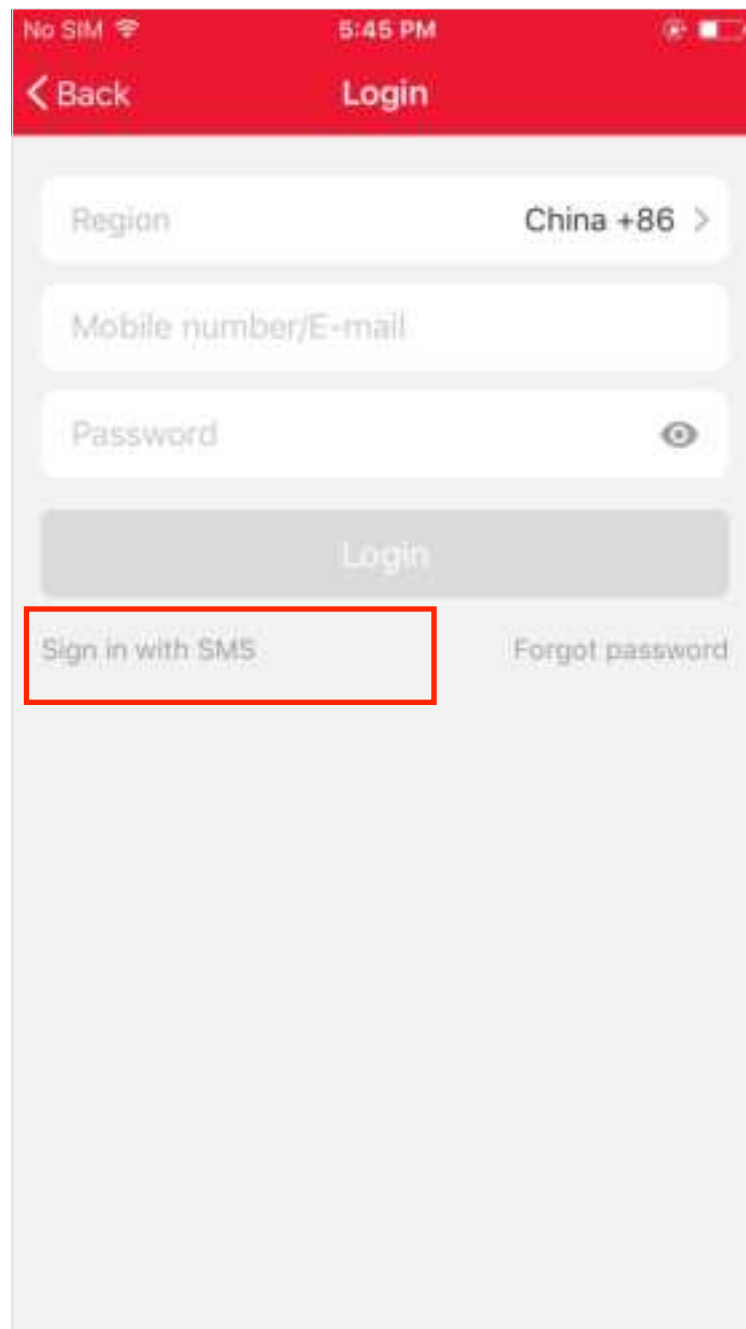 No SIM 5:45 PM
Back Login
Region China +86
Mobile number/E-mail
Password
Login
Sign in with SMS Forgot password